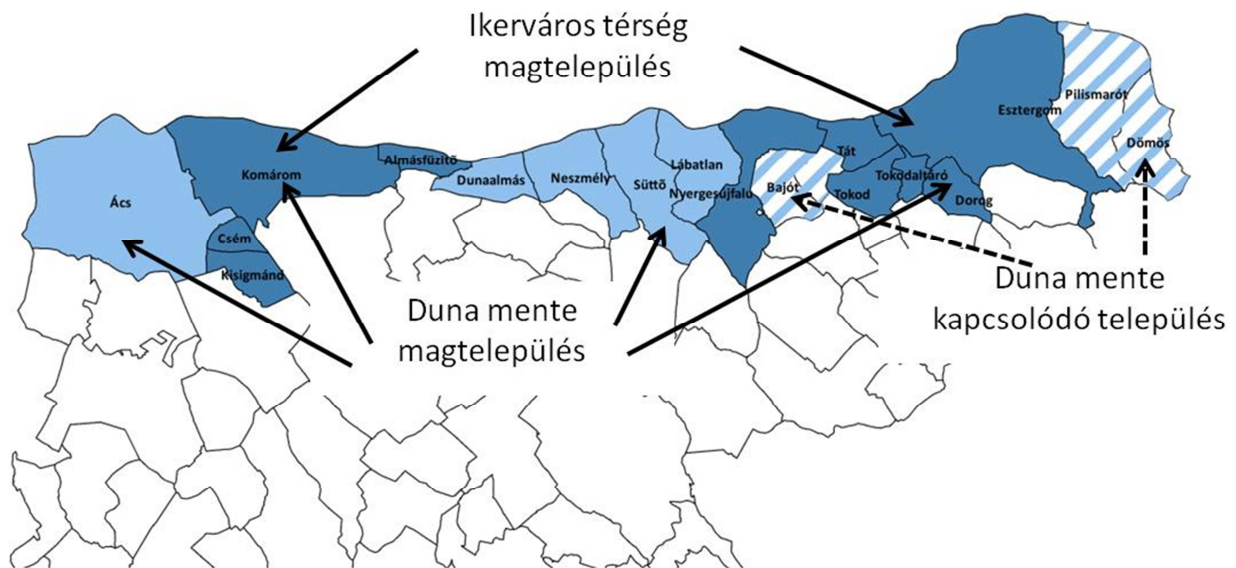 Ikerváros térség
magtelepülés
Esztergom
Pilismarót
Dömös
Tát
Almásfüzitő
Lábatlan
Komárom
Dunaalmás
Neszmély
Süttő
Nyergesújfalu
Bajót
Tokod
Tokodaltáró
Dorog
Ács
Csém
Kisigmánd
Duna mente
magtelepülés
Duna mente
kapcsolódó település